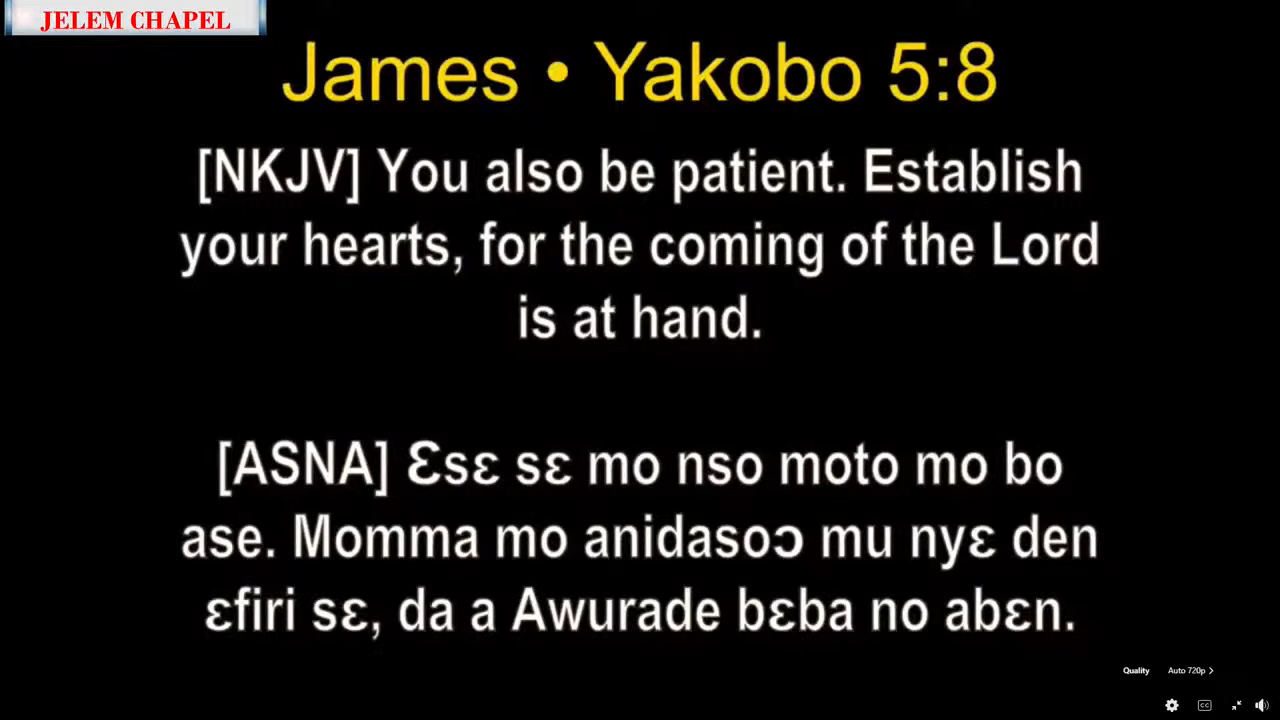 JELEM CHAPEL
James • Yakobo 5:8
[NKJV] You also be patient. Establish
your hearts, for the coming of the Lord
is at hand.
[ASNA] Ɛsɛ sɛ mo nso moto mo bo
ase. Momma mo anidasoɔ mu nyɛ den
ɛfiri sɛ, da a Awurade bɛba no abɛn.
Quality Auto 720p >
CC